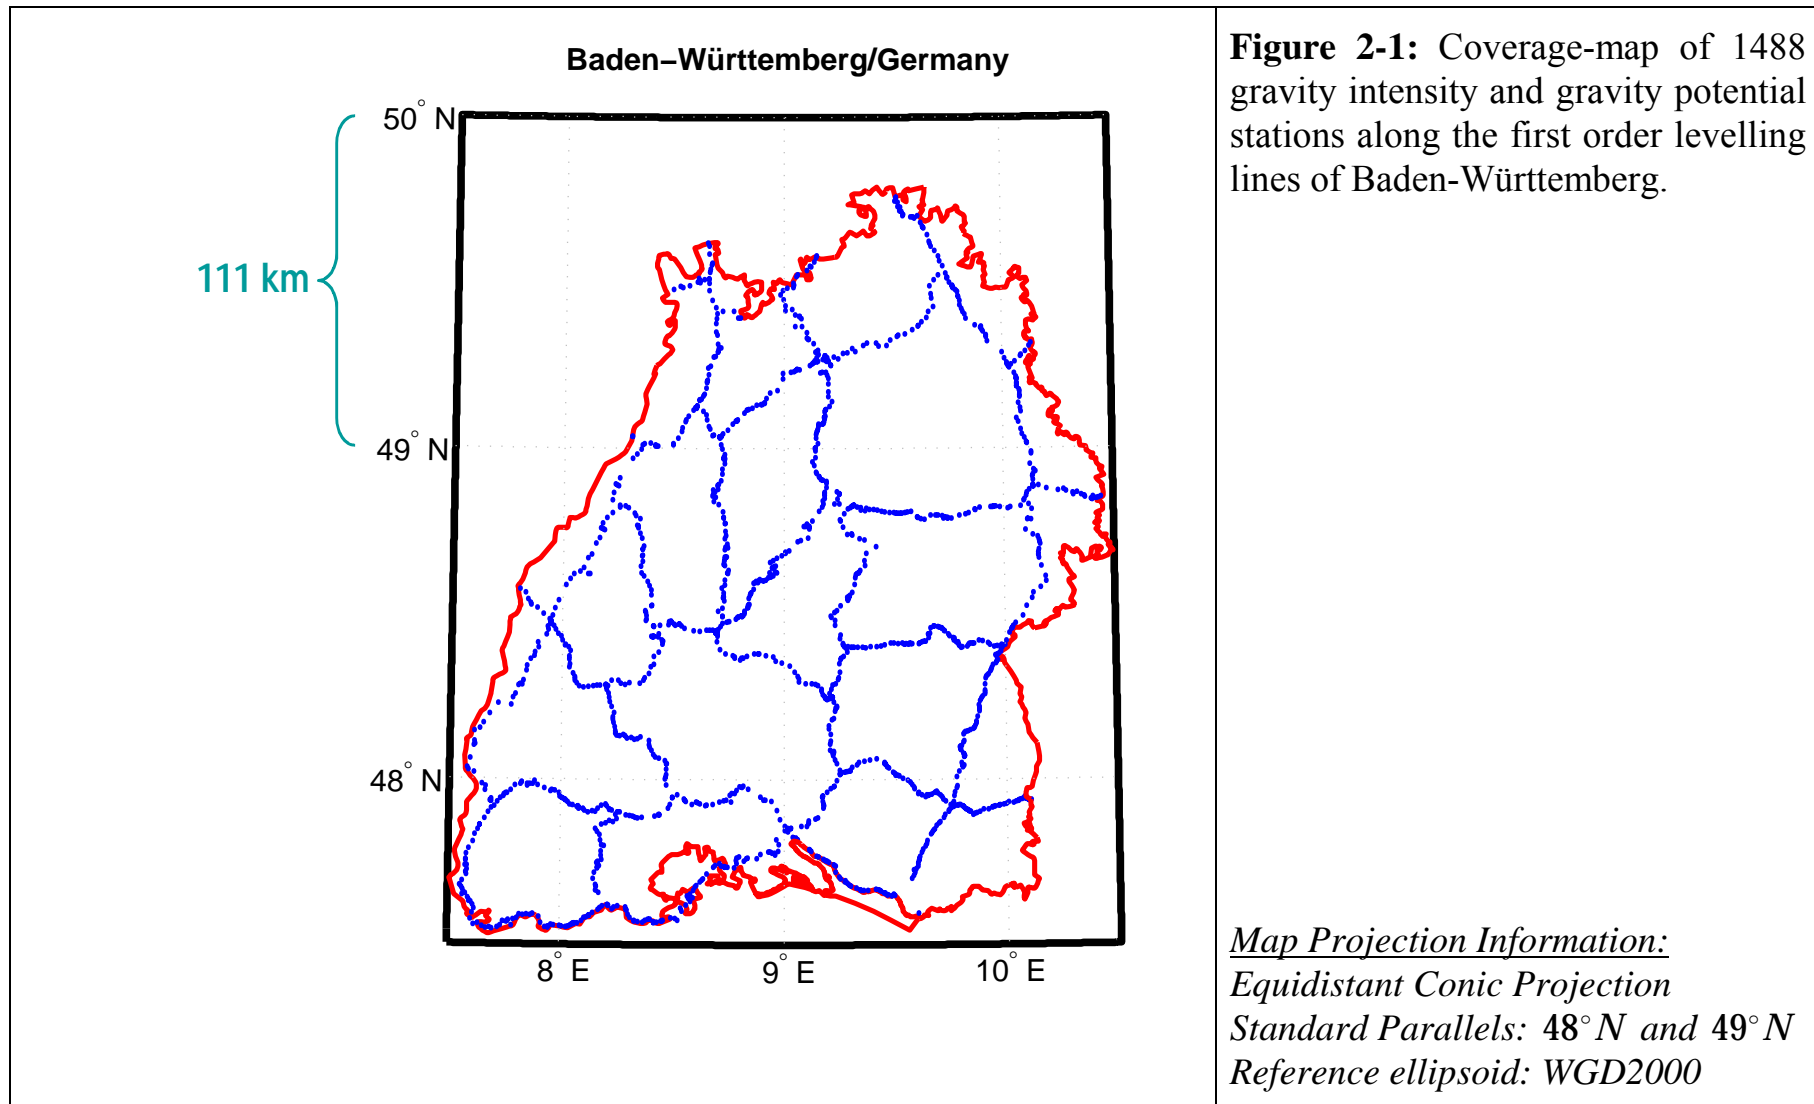 Baden–Württemberg/Germany
50° N
111 km
49° N
48° N
8° E
9° E
10° E
Figure 2-1: Coverage-map of 1488
gravity intensity and gravity potential
stations along the first order levelling
lines of Baden-Württemberg.
Map Projection Information:
Equidistant Conic Projection
Standard Parallels: 48°N and 49°N
Reference ellipsoid: WGD2000